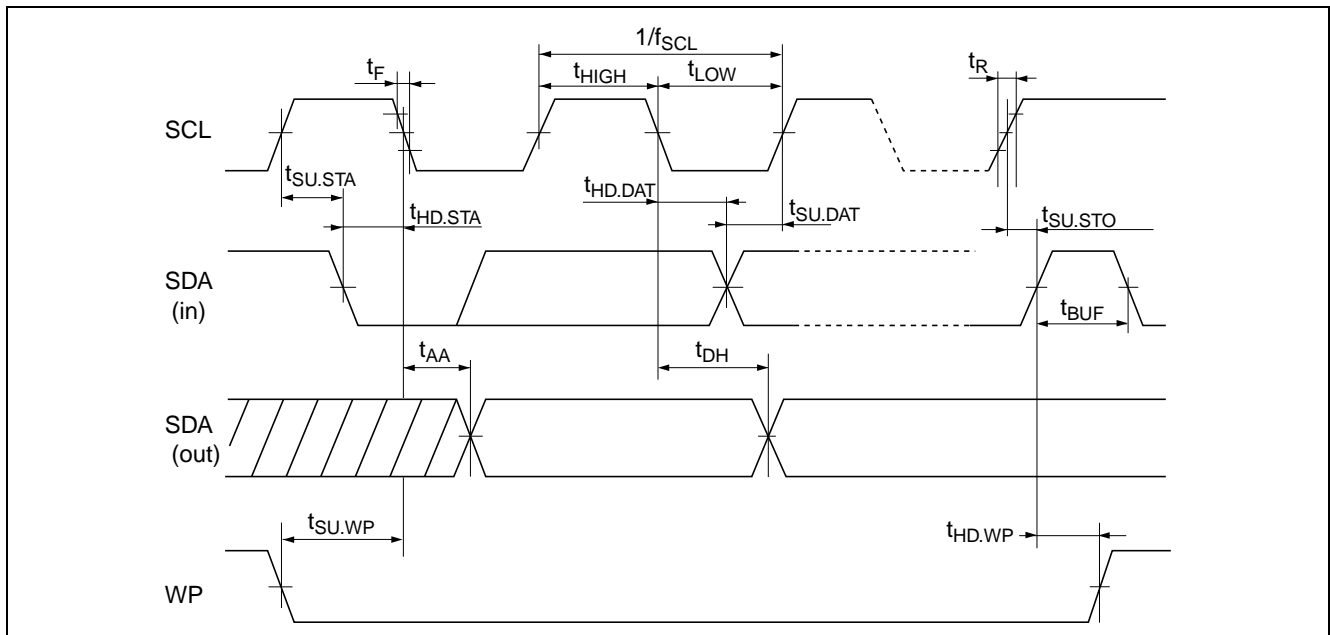 1/fSCL
tF
tHIGH
tLOW
tR
SCL
tSU.STA
tHD.STA
tHD.DAT
tSU.DAT
tSU.STO
SDA
(in)
tBUF
tAA
tDH
SDA
(out)
tSU.WP
tHD.WP
WP